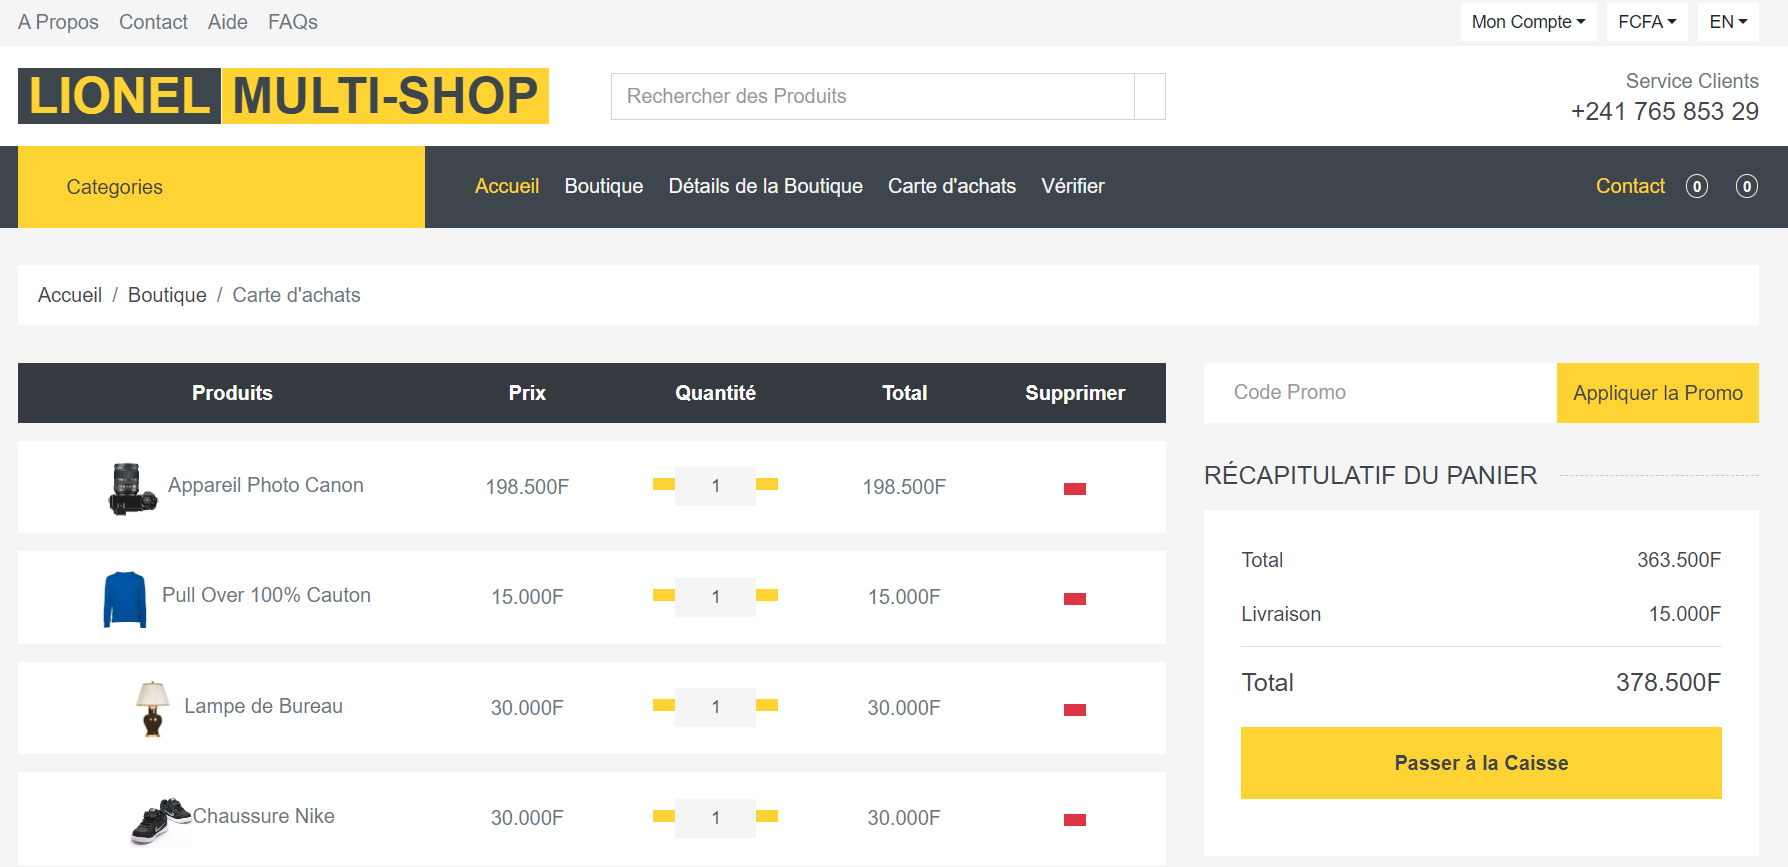 A Propos Contact Aide FAQs Mon Compte FCFA EN
LIONEL MULTI-SHOP
Rechercher des Produits
Service Clients
+241 765 853 29
Categories Accueil Boutique Détails de la Boutique Carte d'achats Vérifier Contact 0 0
Accueil / Boutique / Carte d'achats
Produits Prix Quantité Total Supprimer
Appareil Photo Canon 198.500F 1 198.500F
Pull Over 100% Cauton 15.000F 1 15.000F
Lampe de Bureau 30.000F 1 30.000F
Chaussure Nike 30.000F 1 30.000F
Code Promo Appliquer la Promo
RÉCAPITULATIF DU PANIER
Total 363.500F
Livraison 15.000F
Total 378.500F
Passer à la Caisse